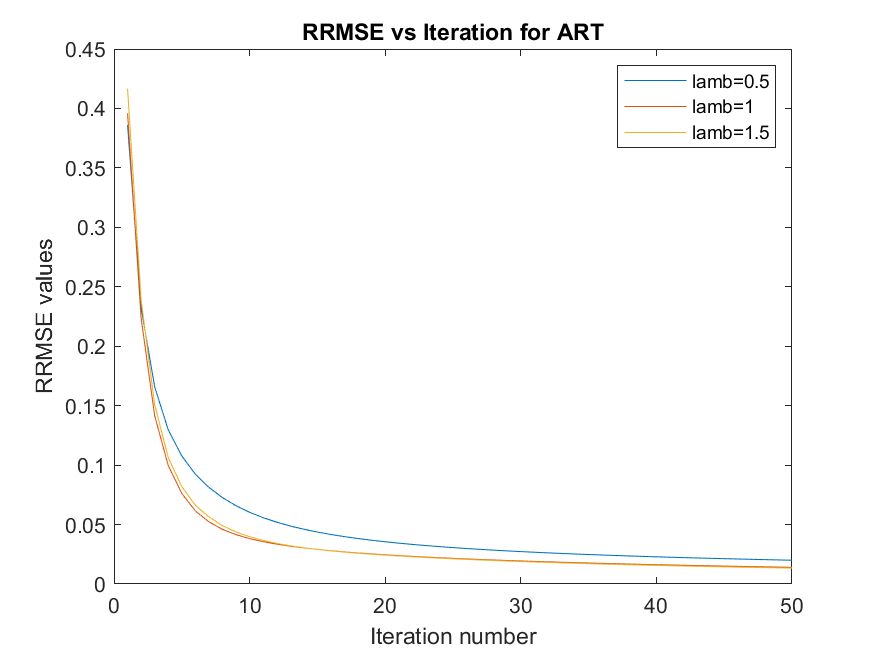 RRMSE vs Iteration for ART
0.45
0.4
0.35
0.3
0.25
0.2
0.15
0.1
0.05
0
RRMSE values
lamb=0.5
lamb=1
lamb=1.5
0 10 20 30 40 50
Iteration number